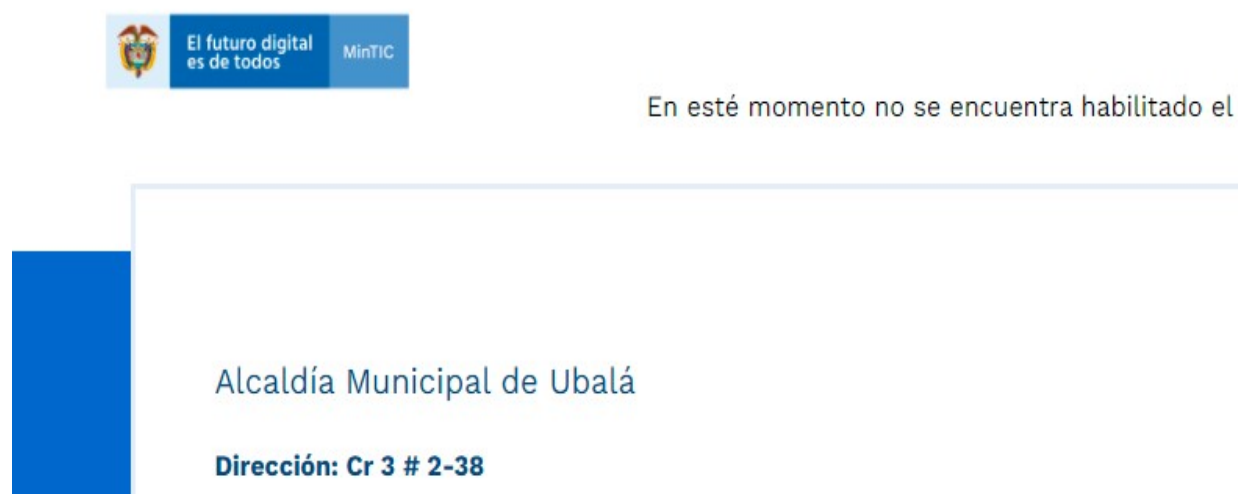 El futuro digital
es de todos
MinTIC
En esté momento no se encuentra habilitado el
Alcaldía Municipal de Ubalá
Dirección: Cr 3 # 2-38